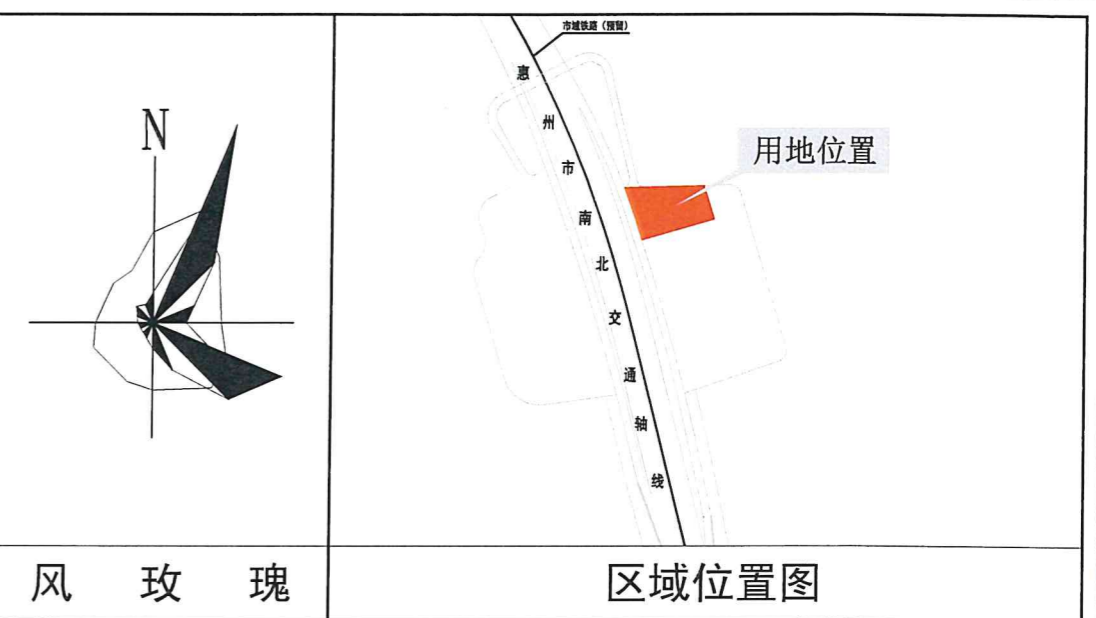 N
风 玫 瑰
市域铁路（预留）
惠州市南北交通轴线
用地位置
区域位置图